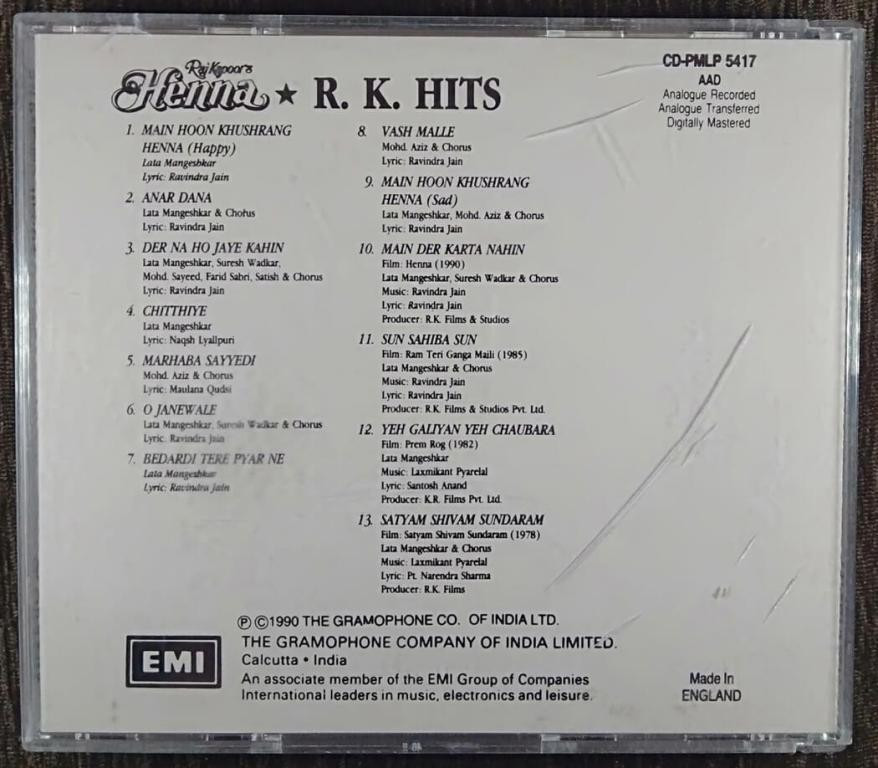 Raj Kapoor's
Henna ★ R. K. HITS
CD-PMLP 5417
AAD
Analogue Recorded
Analogue Transferred
Digitally Mastered
1. MAIN HOON KHUSHRANG
HENNA (Happy)
Lata Mangeshkar
Lyric: Ravindra Jain
2. ANAR DANA
Lata Mangeshkar & Chorus
Lyric: Ravindra Jain
3. DER NA HO JAYE KAHIN
Lata Mangeshkar, Suresh Wadkar,
Mohd. Sayeed, Farid Sabri, Satish & Chorus
Lyric: Ravindra Jain
4. CHITTHIYE
Lata Mangeshkar
Lyric: Naqsh Lyallpuri
5. MARHABA SAYYEDI
Mohd. Aziz & Chorus
Lyric: Maulana Qudsi
6. O JANEWALE
Lata Mangeshkar, Suresh Wadkar & Chorus
Lyric: Ravindra Jain
7. BEDARDI TERE PYAR NE
Lata Mangeshkar
Lyric: Ravindra Jain
8. VASH MALLE
Mohd. Aziz & Chorus
Lyric: Ravindra Jain
9. MAIN HOON KHUSHRANG
HENNA (Sad)
Lata Mangeshkar, Mohd. Aziz & Chorus
Lyric: Ravindra Jain
10. MAIN DER KARTA NAHIN
Film: Henna (1990)
Lata Mangeshkar, Suresh Wadkar & Chorus
Music: Ravindra Jain
Lyric: Ravindra Jain
Producer: R.K. Films & Studios
11. SUN SAHIBA SUN
Film: Ram Teri Ganga Maili (1985)
Lata Mangeshkar & Chorus
Music: Ravindra Jain
Lyric: Ravindra Jain
Producer: R.K. Films & Studios Pvt. Ltd.
12. YEH GALIYAN YEH CHAUBARA
Film: Prem Rog (1982)
Lata Mangeshkar
Music: Laxmikant Pyarelal
Lyric: Santosh Anand
Producer: K.R. Films Pvt. Ltd.
13. SATYAM SHIVAM SUNDARAM
Film: Satyam Shivam Sundaram (1978)
Lata Mangeshkar & Chorus
Music: Laxmikant Pyarelal
Lyric: Pt. Narendra Sharma
Producer: R.K. Films
Ⓟ ©1990 THE GRAMOPHONE CO. OF INDIA LTD.
EMI
THE GRAMOPHONE COMPANY OF INDIA LIMITED.
Calcutta • India
An associate member of the EMI Group of Companies
International leaders in music, electronics and leisure.
Made In
ENGLAND